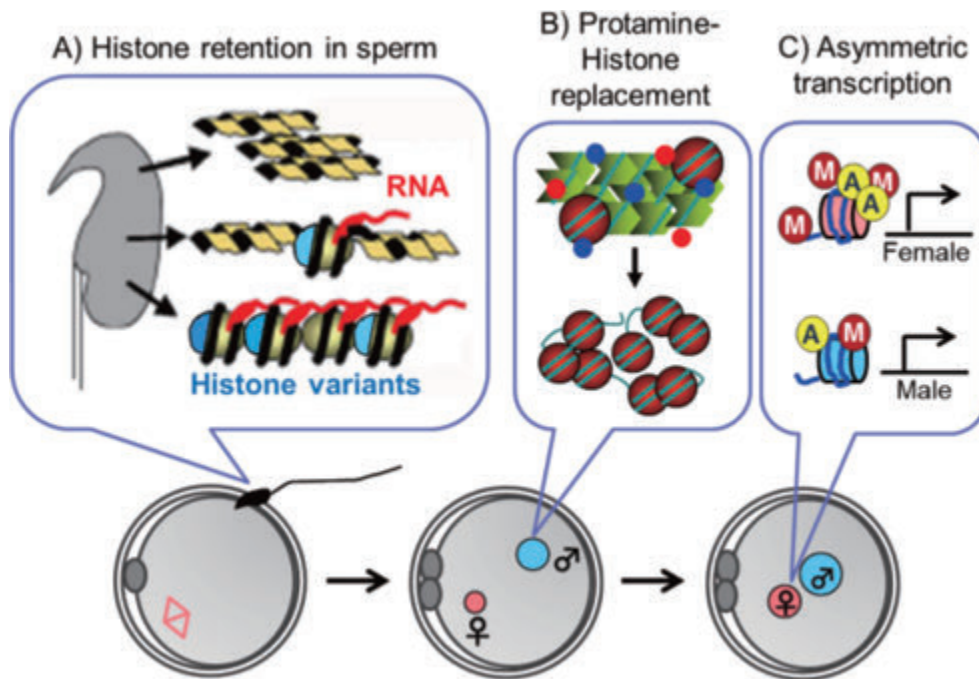 A) Histone retention in sperm
RNA
Histone variants
B) Protamine-
Histone
replacement
C) Asymmetric
transcription
M
A
M
A
M
Female
A
M
Male
♂
♀
♀
♂